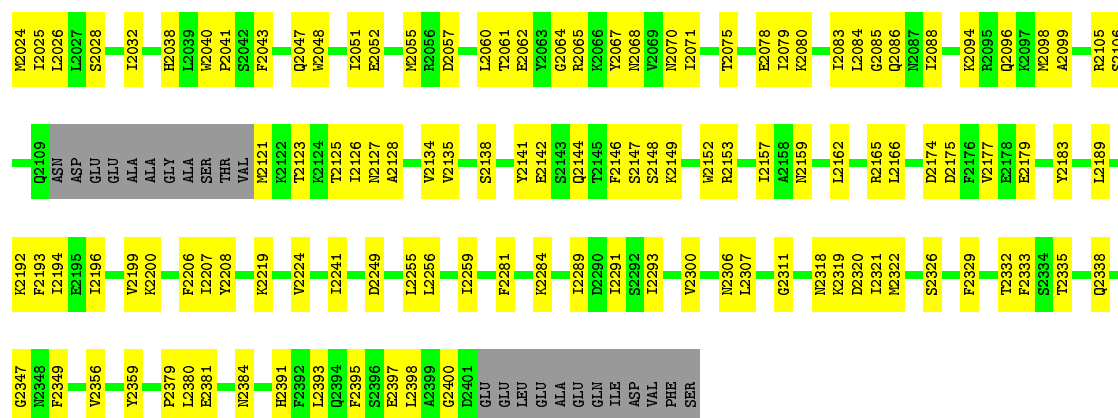 M2024 I2025 L2026 L2027 S2028 I2032 H2038 L2039 W2040 P2041 S2042 F2043 Q2047 W2048 I2051 E2052 M2055 R2056 D2057 L2060 T2061 E2062 Y2063 G2064 R2065 K2066 Y2067 N2068 V2069 N2070 I2071 T2075 E2078 I2079 K2080 I2083 L2084 G2085 Q2086 N2087 I2088 K2094 R2095 Q2096 K2097 M2098 A2099 R2105 S2106
Q2109 ASN ASP GLU GLU ALA ALA GLY ALA SER THR VAL M2121 K2122 T2123 K2124 T2125 I2126 N2127 A2128 V2134 V2135 S2138 Y2141 E2142 S2143 Q2144 T2145 F2146 S2147 S2148 K2149 W2152 R2153 I2157 A2158 N2159 L2162 R2165 L2166 D2174 D2175 F2176 V2177 E2178 E2179 Y2183 L2189
K2192 F2193 I2194 E2195 I2196 V2199 K2200 F2206 I2207 Y2208 K2219 V2224 I2241 D2249 L2255 L2256 I2259 F2281 K2284 I2289 D2290 I2291 S2292 I2293 V2300 N2306 L2307 G2311 N2318 K2319 D2320 I2321 M2322 S2326 F2329 T2332 F2333 S2334 T2335 Q2338
G2347 N2348 F2349 V2356 Y2359 P2379 L2380 E2381 N2384 H2391 F2392 L2393 Q2394 F2395 S2396 E2397 L2398 A2399 G2400 D2401 GLU GLU LEU GLU ALA GLU GLN ILE ASP VAL PHE SER